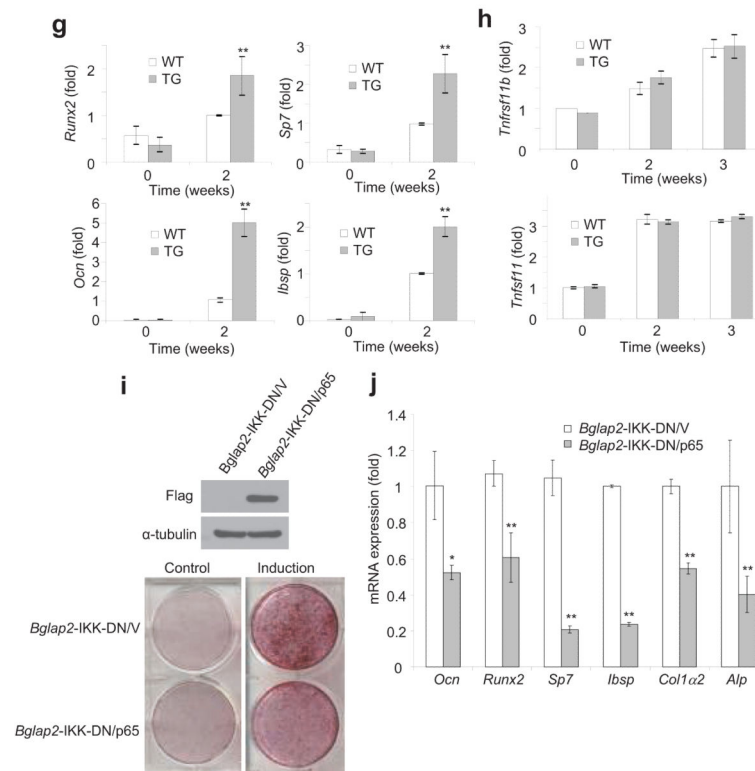 g
Runx2 (fold)
2
1
0
WT
TG
**
0 2
Time (weeks)
Sp7 (fold)
2
1
0
WT
TG
**
0 2
Time (weeks)
Ocn (fold)
6
5
4
3
2
1
0
WT
TG
**
0 2
Time (weeks)
Ibsp (fold)
2
1
0
WT
TG
**
0 2
Time (weeks)
h
Tnfrsf11b (fold)
3
2
1
0
WT
TG
0 2 3
Time (weeks)
Tnfsf11 (fold)
3
2
1
0
WT
TG
0 2 3
Time (weeks)
i
Bglap2-IKK-DN/V
Bglap2-IKK-DN/p65
Flag
α-tubulin
Control Induction
Bglap2-IKK-DN/V
Bglap2-IKK-DN/p65
j
mRNA expression (fold)
1.4
1.2
1
0.8
0.6
0.4
0.2
0
Bglap2-IKK-DN/V
Bglap2-IKK-DN/p65
* ** ** ** ** **
Ocn Runx2 Sp7 Ibsp Col1α2 Alp